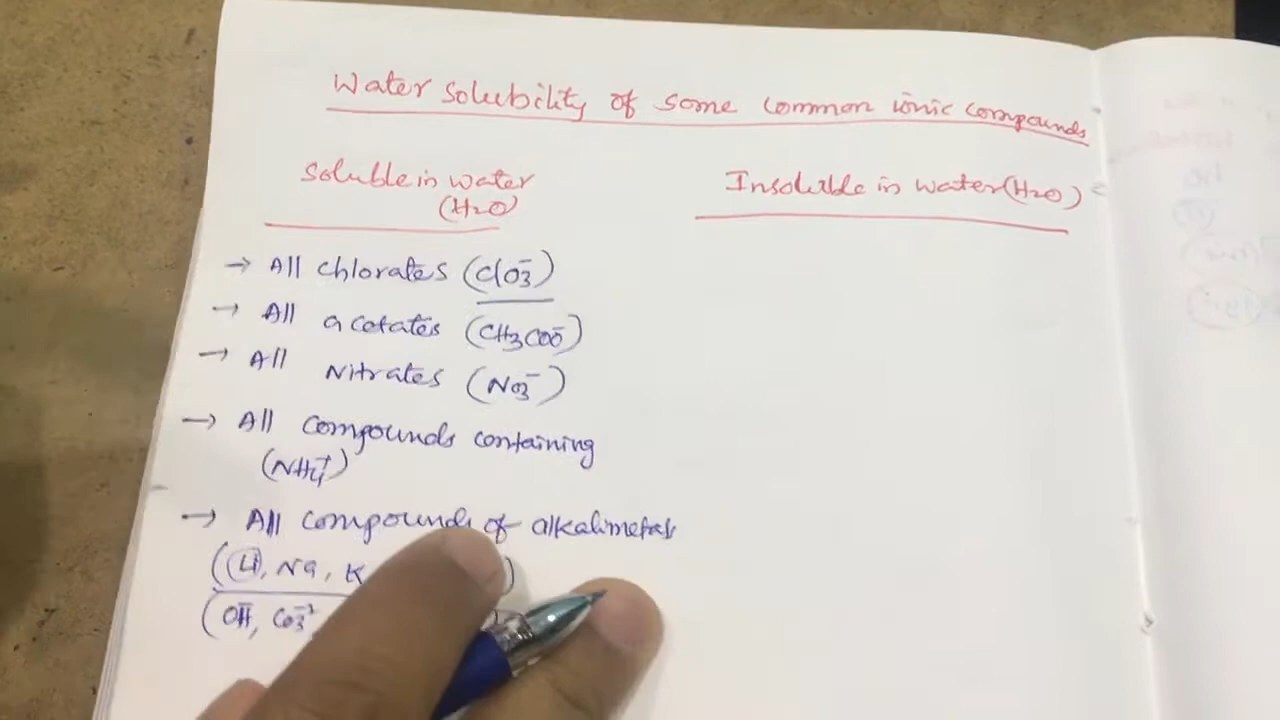 Water solubility of some common ionic compounds
Soluble in water
(H2O)
→ All chlorates (ClO3⁻)
→ All acetates (CH3COO⁻)
→ All Nitrates (NO3⁻)
→ All compounds containing
(NH4⁺)
→ All compounds of alkalimetals
((Li), Na, K
(OH⁻, CO3⁻²
Insoluble in water (H2O)